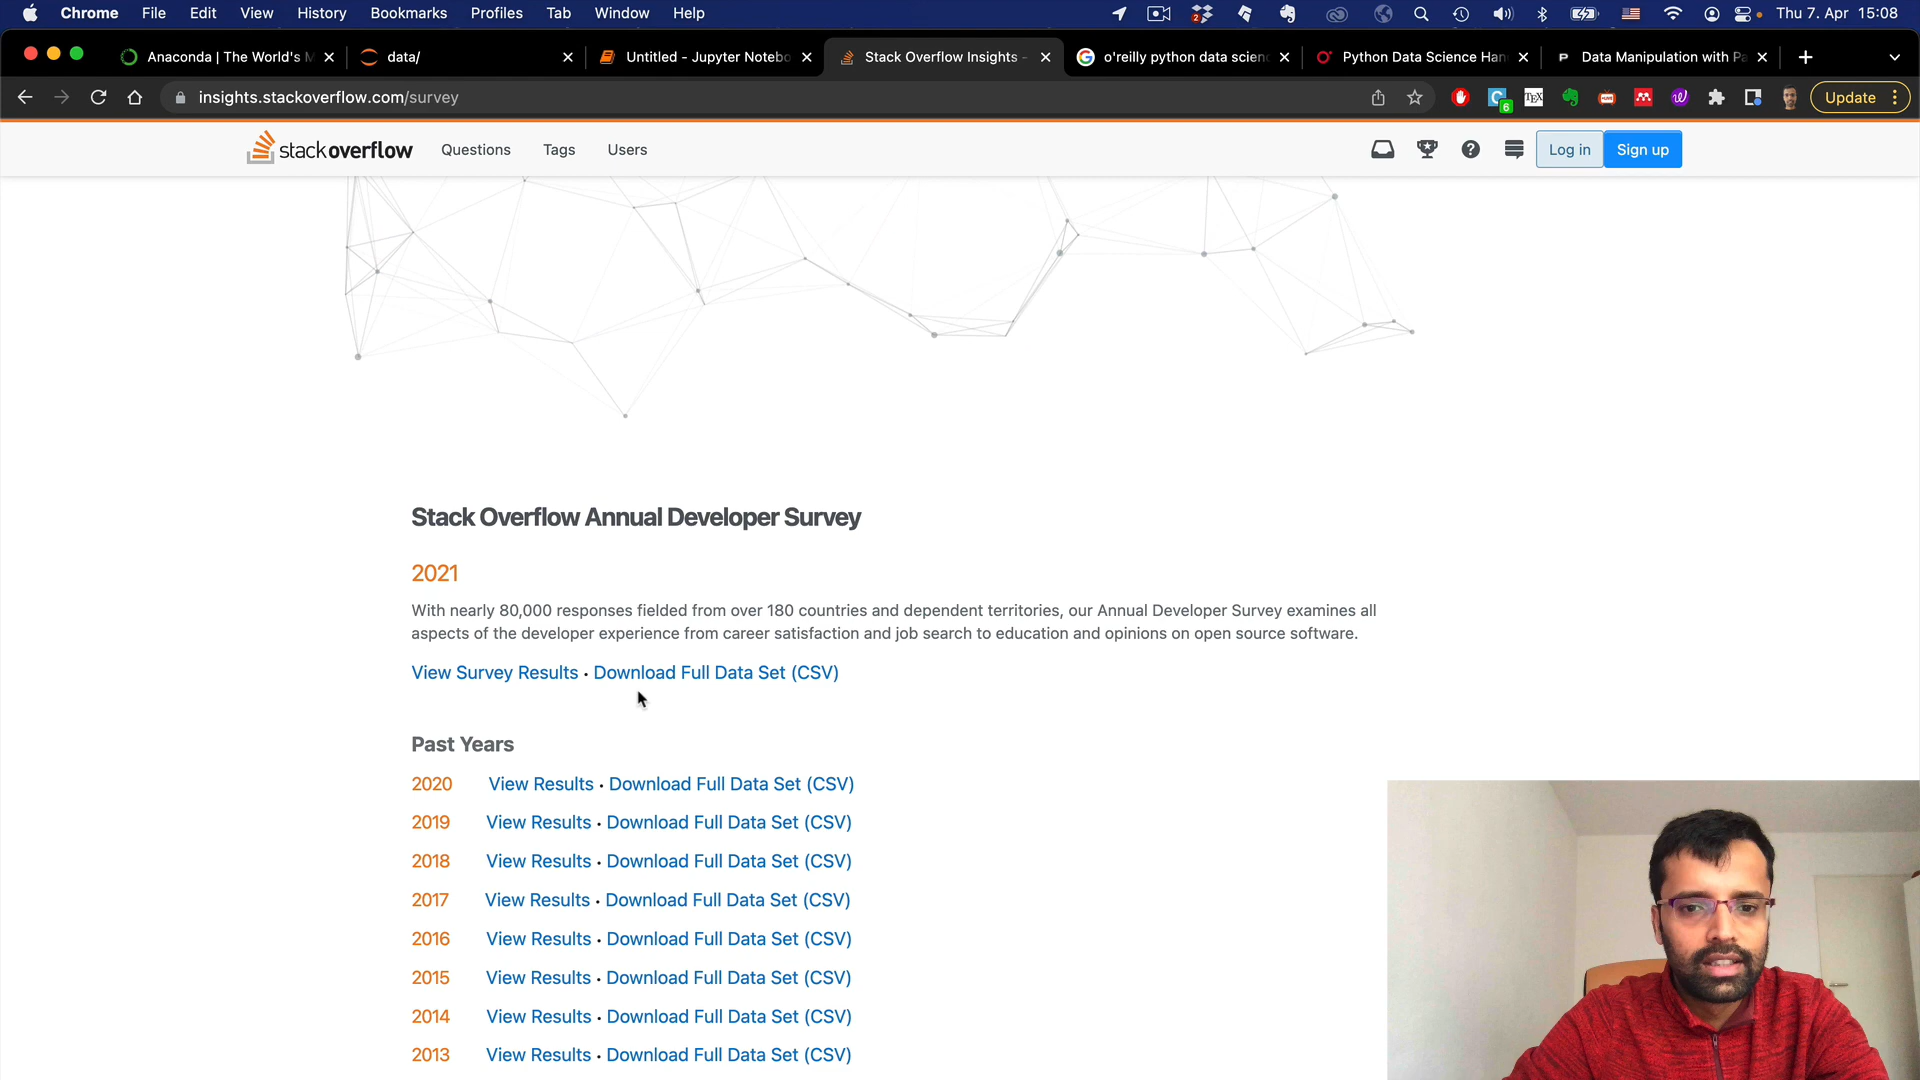 Chrome File Edit View History Bookmarks Profiles Tab Window Help
2 Thu 7. Apr 15:08
Anaconda | The World's M
data/
Untitled - Jupyter Notebo
Stack Overflow Insights -
o'reilly python data scienc
Python Data Science Han
Data Manipulation with Pa
insights.stackoverflow.com/survey
6 TEX
Update
stackoverflow Questions Tags Users Log in Sign up
Stack Overflow Annual Developer Survey
2021
With nearly 80,000 responses fielded from over 180 countries and dependent territories, our Annual Developer Survey examines all
aspects of the developer experience from career satisfaction and job search to education and opinions on open source software.
View Survey Results • Download Full Data Set (CSV)
Past Years
2020 View Results • Download Full Data Set (CSV)
2019 View Results • Download Full Data Set (CSV)
2018 View Results • Download Full Data Set (CSV)
2017 View Results • Download Full Data Set (CSV)
2016 View Results • Download Full Data Set (CSV)
2015 View Results • Download Full Data Set (CSV)
2014 View Results • Download Full Data Set (CSV)
2013 View Results • Download Full Data Set (CSV)